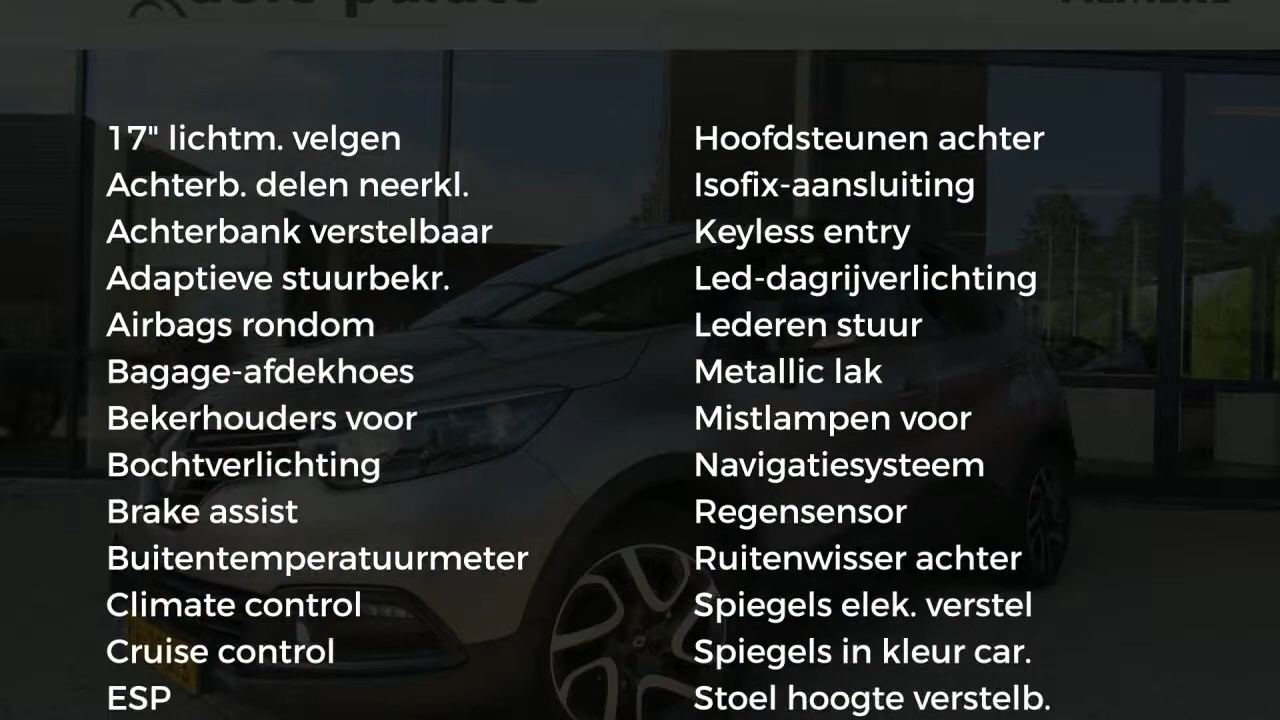 17" lichtm. velgen
Achterb. delen neerkl.
Achterbank verstelbaar
Adaptieve stuurbekr.
Airbags rondom
Bagage-afdekhoes
Bekerhouders voor
Bochtverlichting
Brake assist
Buitentemperatuurmeter
Climate control
Cruise control
ESP
Hoofdsteunen achter
Isofix-aansluiting
Keyless entry
Led-dagrijverlichting
Lederen stuur
Metallic lak
Mistlampen voor
Navigatiesysteem
Regensensor
Ruitenwisser achter
Spiegels elek. verstel
Spiegels in kleur car.
Stoel hoogte verstelb.